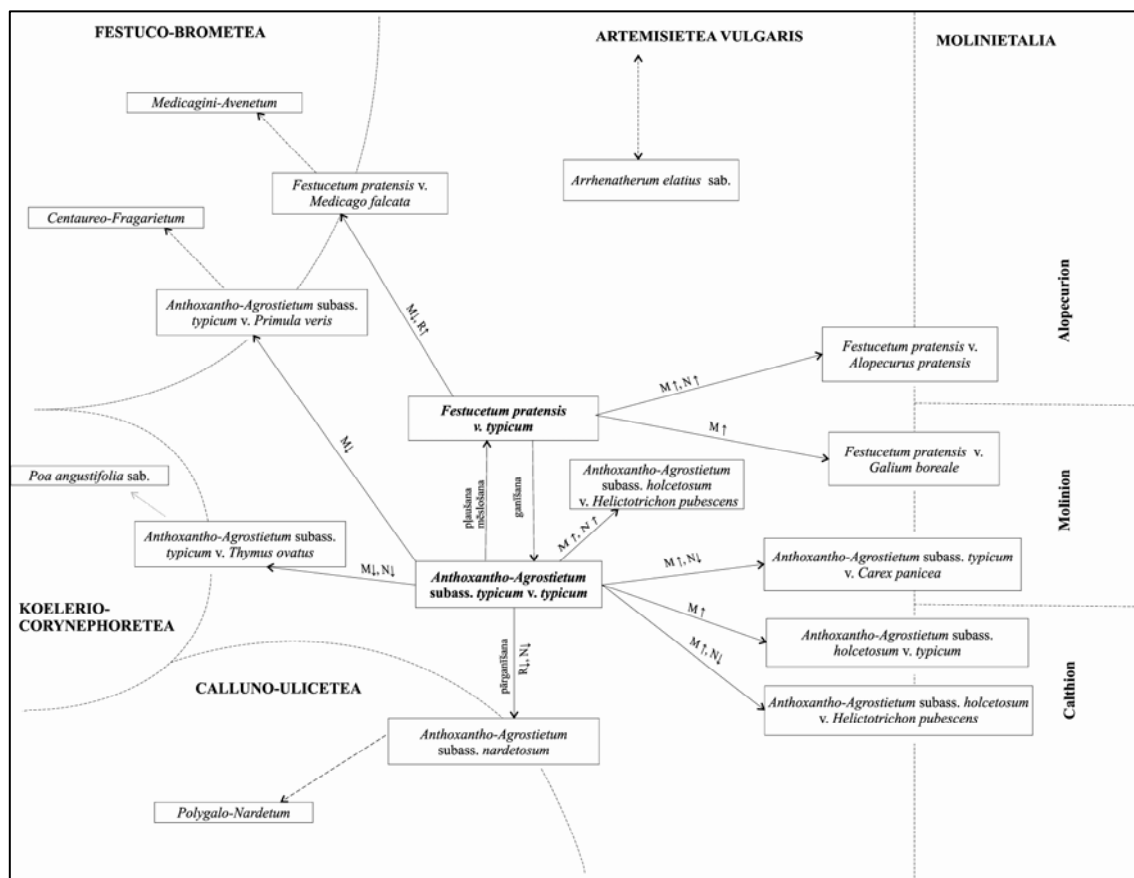 FESTUCO-BROMETEA
ARTEMISIETEA VULGARIS
MOLINIETALIA
Medicagini-Avenetum
Arrhenatherum elatius sab.
Festucetum pratensis v.
Medicago falcata
Centaureo-Fragarietum
Anthoxantho-Agrostietum subass.
typicum v. Primula veris
M↓, R↑
Alopecurion
Festucetum pratensis v.
Alopecurus pratensis
M↑, N↑
Festucetum pratensis
v. typicum
M↑
Festucetum pratensis v.
Galium boreale
M↓
Poa angustifolia sab.
pļaušana
mēslošana
ganīšana
Anthoxantho-Agrostietum
subass. holcetosum
v. Helictotrichon pubescens
M↑, N↑
Molinion
Anthoxantho-Agrostietum subass.
typicum v. Thymus ovatus
M↓, N↓
Anthoxantho-Agrostietum
subass. typicum v. typicum
M↑, N↓
Anthoxantho-Agrostietum subass. typicum
v. Carex panicea
KOELERIO-
CORYNEPHORETEA
M↑
Anthoxantho-Agrostietum subass.
holcetosum v. typicum
M↑, N↓
Anthoxantho-Agrostietum subass. holcetosum
v. Helictotrichon pubescens
Calthion
pārganīšana
R↓, N↓
CALLUNO-ULICETEA
Anthoxantho-Agrostietum
subass. nardetosum
Polygalo-Nardetum